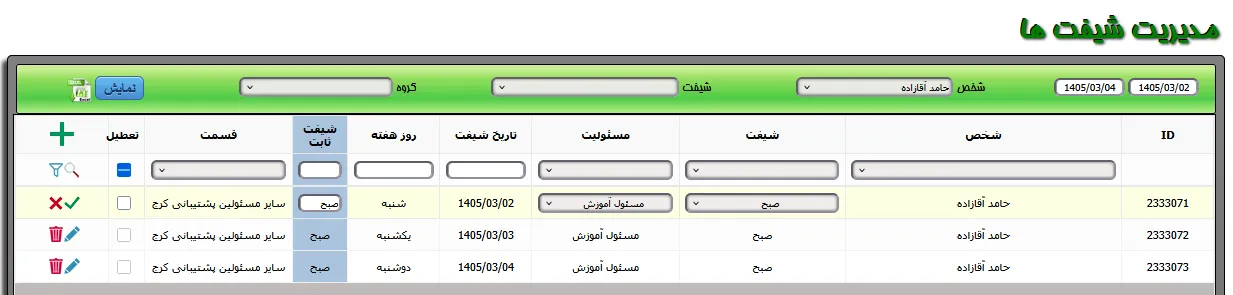 مدیریت شیفت ها
1405/03/02 1405/03/04 شخص حامد آقازاده شیفت گروه نمایش Excel
ID شخص شیفت مسئولیت تاریخ شیفت روز هفته شیفت ثابت قسمت تعطیل
2333071 حامد آقازاده صبح مسئول آموزش 1405/03/02 شنبه صبح سایر مسئولین پشتیبانی کرج
2333072 حامد آقازاده صبح مسئول آموزش 1405/03/03 یکشنبه صبح سایر مسئولین پشتیبانی کرج
2333073 حامد آقازاده صبح مسئول آموزش 1405/03/04 دوشنبه صبح سایر مسئولین پشتیبانی کرج